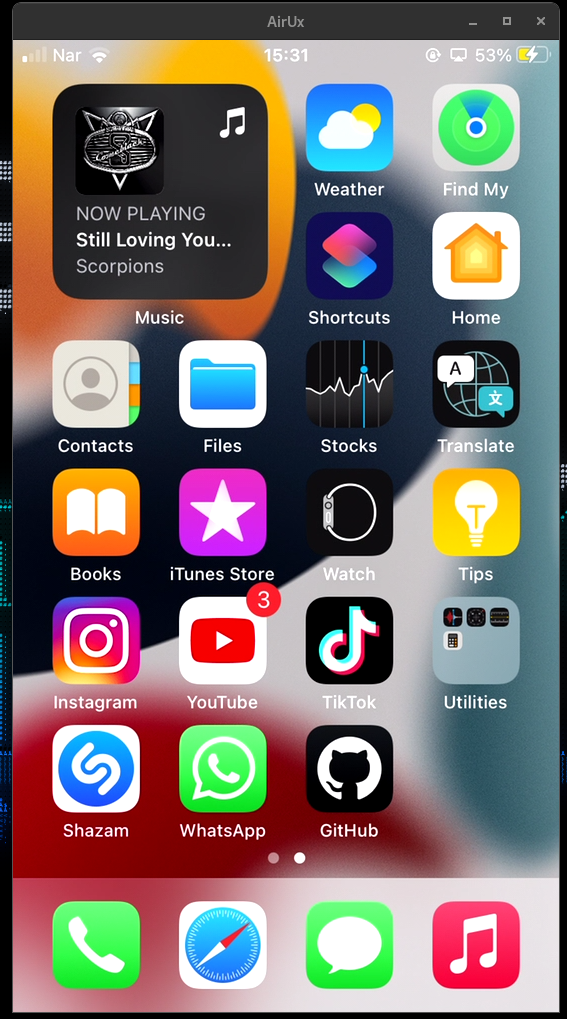 AirUx
Nar 15:31 53%
NOW PLAYING
Still Loving You...
Scorpions
Music
Weather Find My
Shortcuts Home
Contacts Files Stocks Translate
A
文
Books iTunes Store Watch Tips
3
Instagram YouTube TikTok Utilities
Shazam WhatsApp GitHub